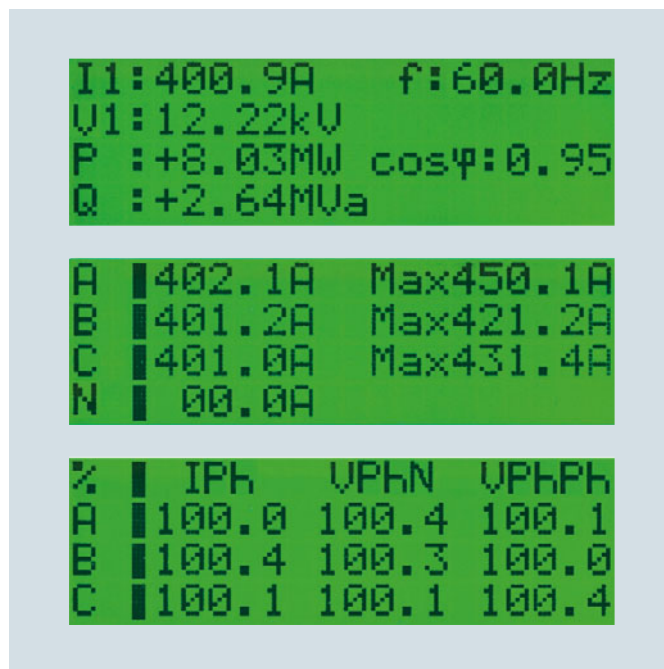 I1:400.9A f:60.0Hz
V1:12.22kV
P :+8.03MW cosφ:0.95
Q :+2.64MVa
A 402.1A Max450.1A
B 401.2A Max421.2A
C 401.0A Max431.4A
N 00.0A
% IPh VPhN VPhPh
A 100.0 100.4 100.1
B 100.4 100.3 100.0
C 100.1 100.1 100.4